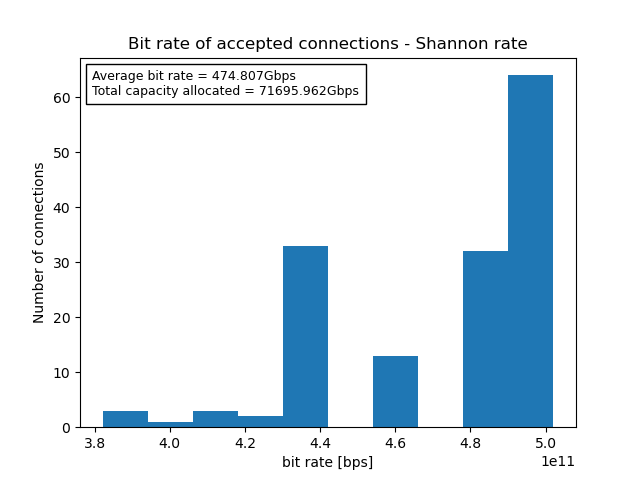 Bit rate of accepted connections - Shannon rate
Average bit rate = 474.807Gbps
Total capacity allocated = 71695.962Gbps
Number of connections
60
50
40
30
20
10
0
3.8 4.0 4.2 4.4 4.6 4.8 5.0
1e11
bit rate [bps]